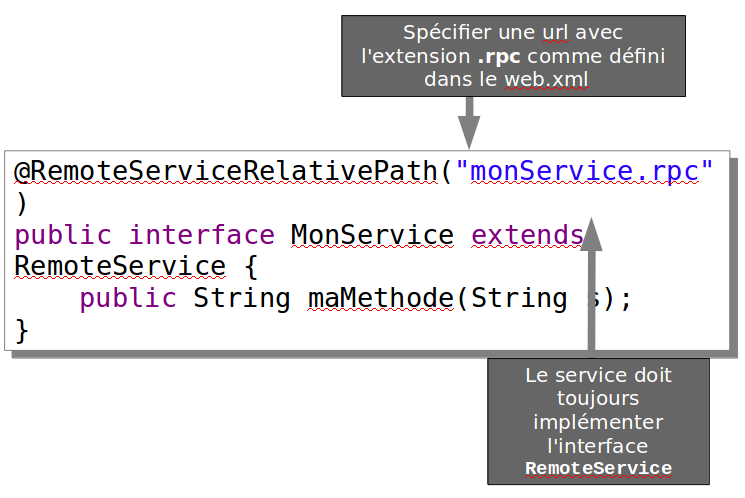 Spécifier une url avec
l'extension .rpc comme défini
dans le web.xml
@RemoteServiceRelativePath("monService.rpc"
)
public interface MonService extends
RemoteService {
public String maMethode(String s);
}
Le service doit
toujours
implémenter
l'interface
RemoteService